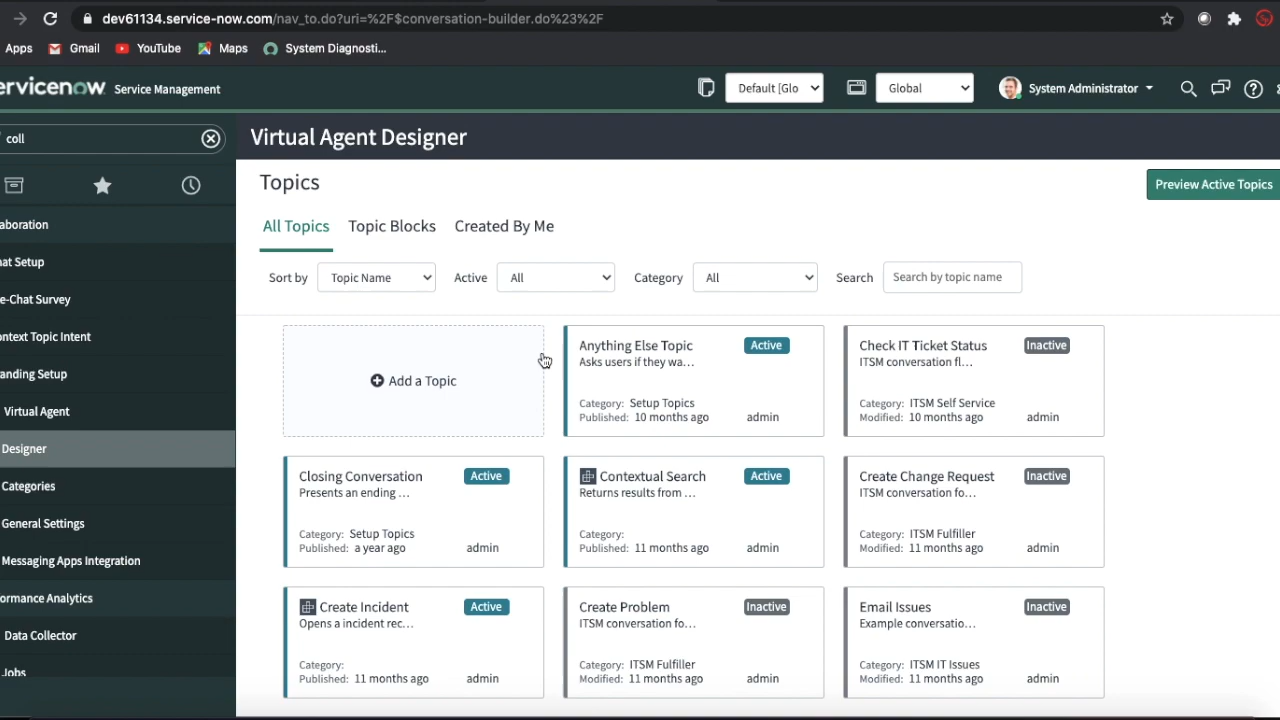 dev61134.service-now.com/nav_to.do?uri=%2F$conversation-builder.do%23%2F
Apps Gmail YouTube Maps System Diagnosti...
ervicenow Service Management
Default [Glo Global System Administrator
coll
Virtual Agent Designer
Topics
Preview Active Topics
All Topics Topic Blocks Created By Me
Sort by Topic Name Active All Category All Search Search by topic name
aboration
hat Setup
e-Chat Survey
ontext Topic Intent
anding Setup
Virtual Agent
Designer
Categories
General Settings
Messaging Apps Integration
ormance Analytics
Data Collector
Jobs
Add a Topic
Anything Else Topic Active
Asks users if they wa...
Category: Setup Topics
Published: 10 months ago admin
Check IT Ticket Status Inactive
ITSM conversation fl...
Category: ITSM Self Service
Modified: 10 months ago admin
Closing Conversation Active
Presents an ending ...
Category: Setup Topics
Published: a year ago admin
Contextual Search Active
Returns results from ...
Category:
Published: 11 months ago admin
Create Change Request Inactive
ITSM conversation fo...
Category: ITSM Fulfiller
Modified: 11 months ago admin
Create Incident Active
Opens a incident rec...
Category:
Published: 11 months ago admin
Create Problem Inactive
ITSM conversation fo...
Category: ITSM Fulfiller
Modified: 11 months ago admin
Email Issues Inactive
Example conversatio...
Category: ITSM IT Issues
Modified: 11 months ago admin